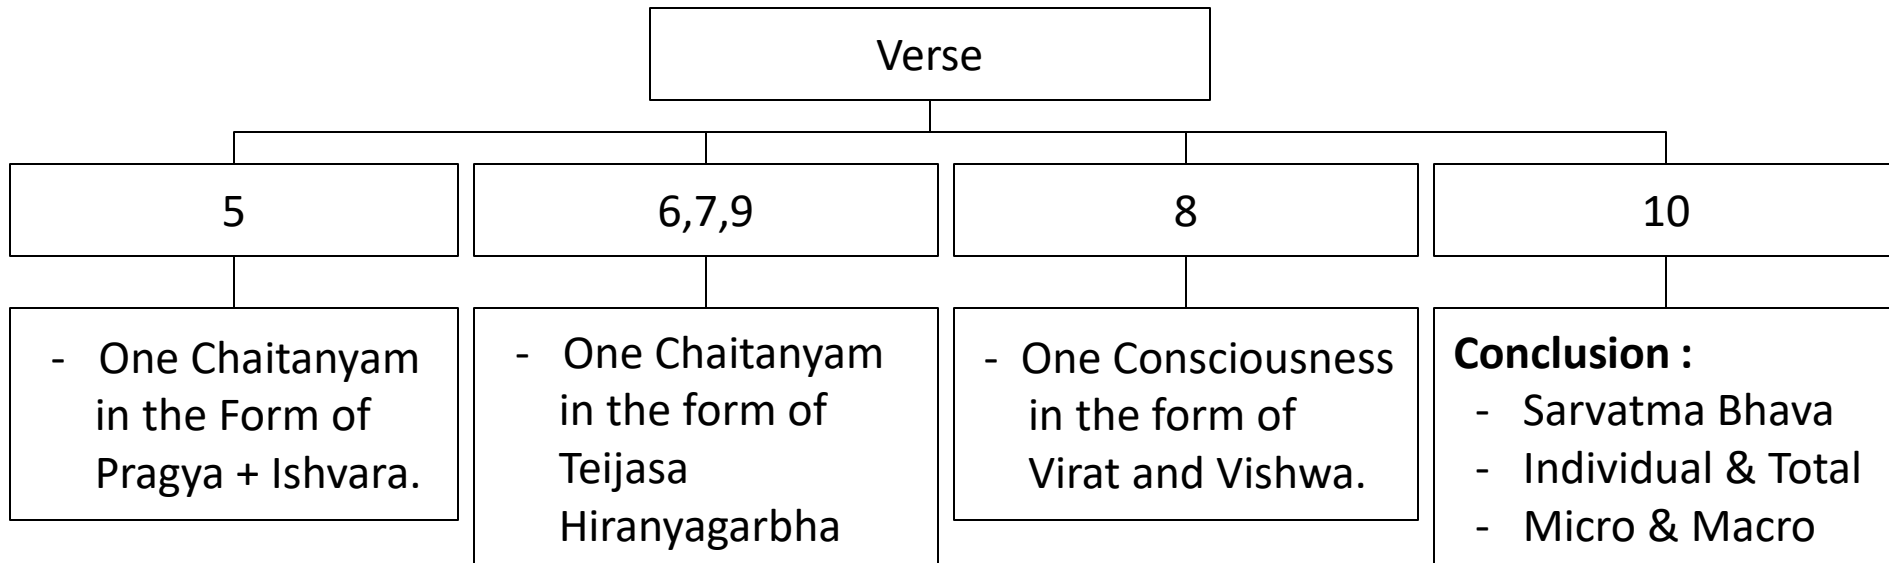 Verse
5
6,7,9
8
10
- One Chaitanyam
in the Form of
Pragya + Ishvara.
- One Chaitanyam
in the form of
Teijasa
Hiranyagarbha
- One Consciousness
in the form of
Virat and Vishwa.
Conclusion :
- Sarvatma Bhava
- Individual & Total
- Micro & Macro